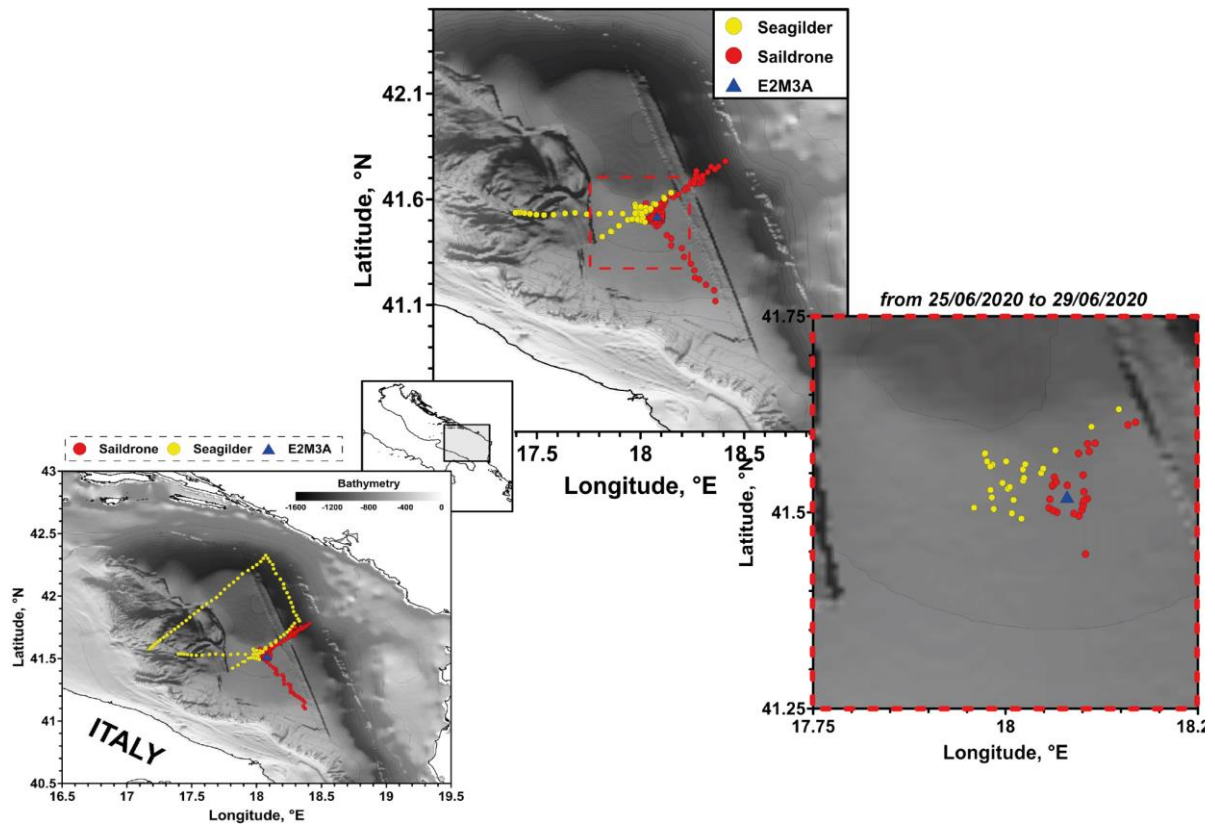 Seagilder
Saildrone
E2M3A
42.1
41.6
41.1
Latitude, °N
17.5
18
18.5
Longitude, °E
from 25/06/2020 to 29/06/2020
41.75
41.5
41.25
Latitude, °N
17.75
18
18.2
Longitude, °E
Saildrone Seagilder E2M3A
43
42.5
42
41.5
41
40.5
Latitude, °N
Bathymetry
-1600 -1200 -800 -400 0
ITALY
16.5 17 17.5 18 18.5 19 19.5
Longitude, °E